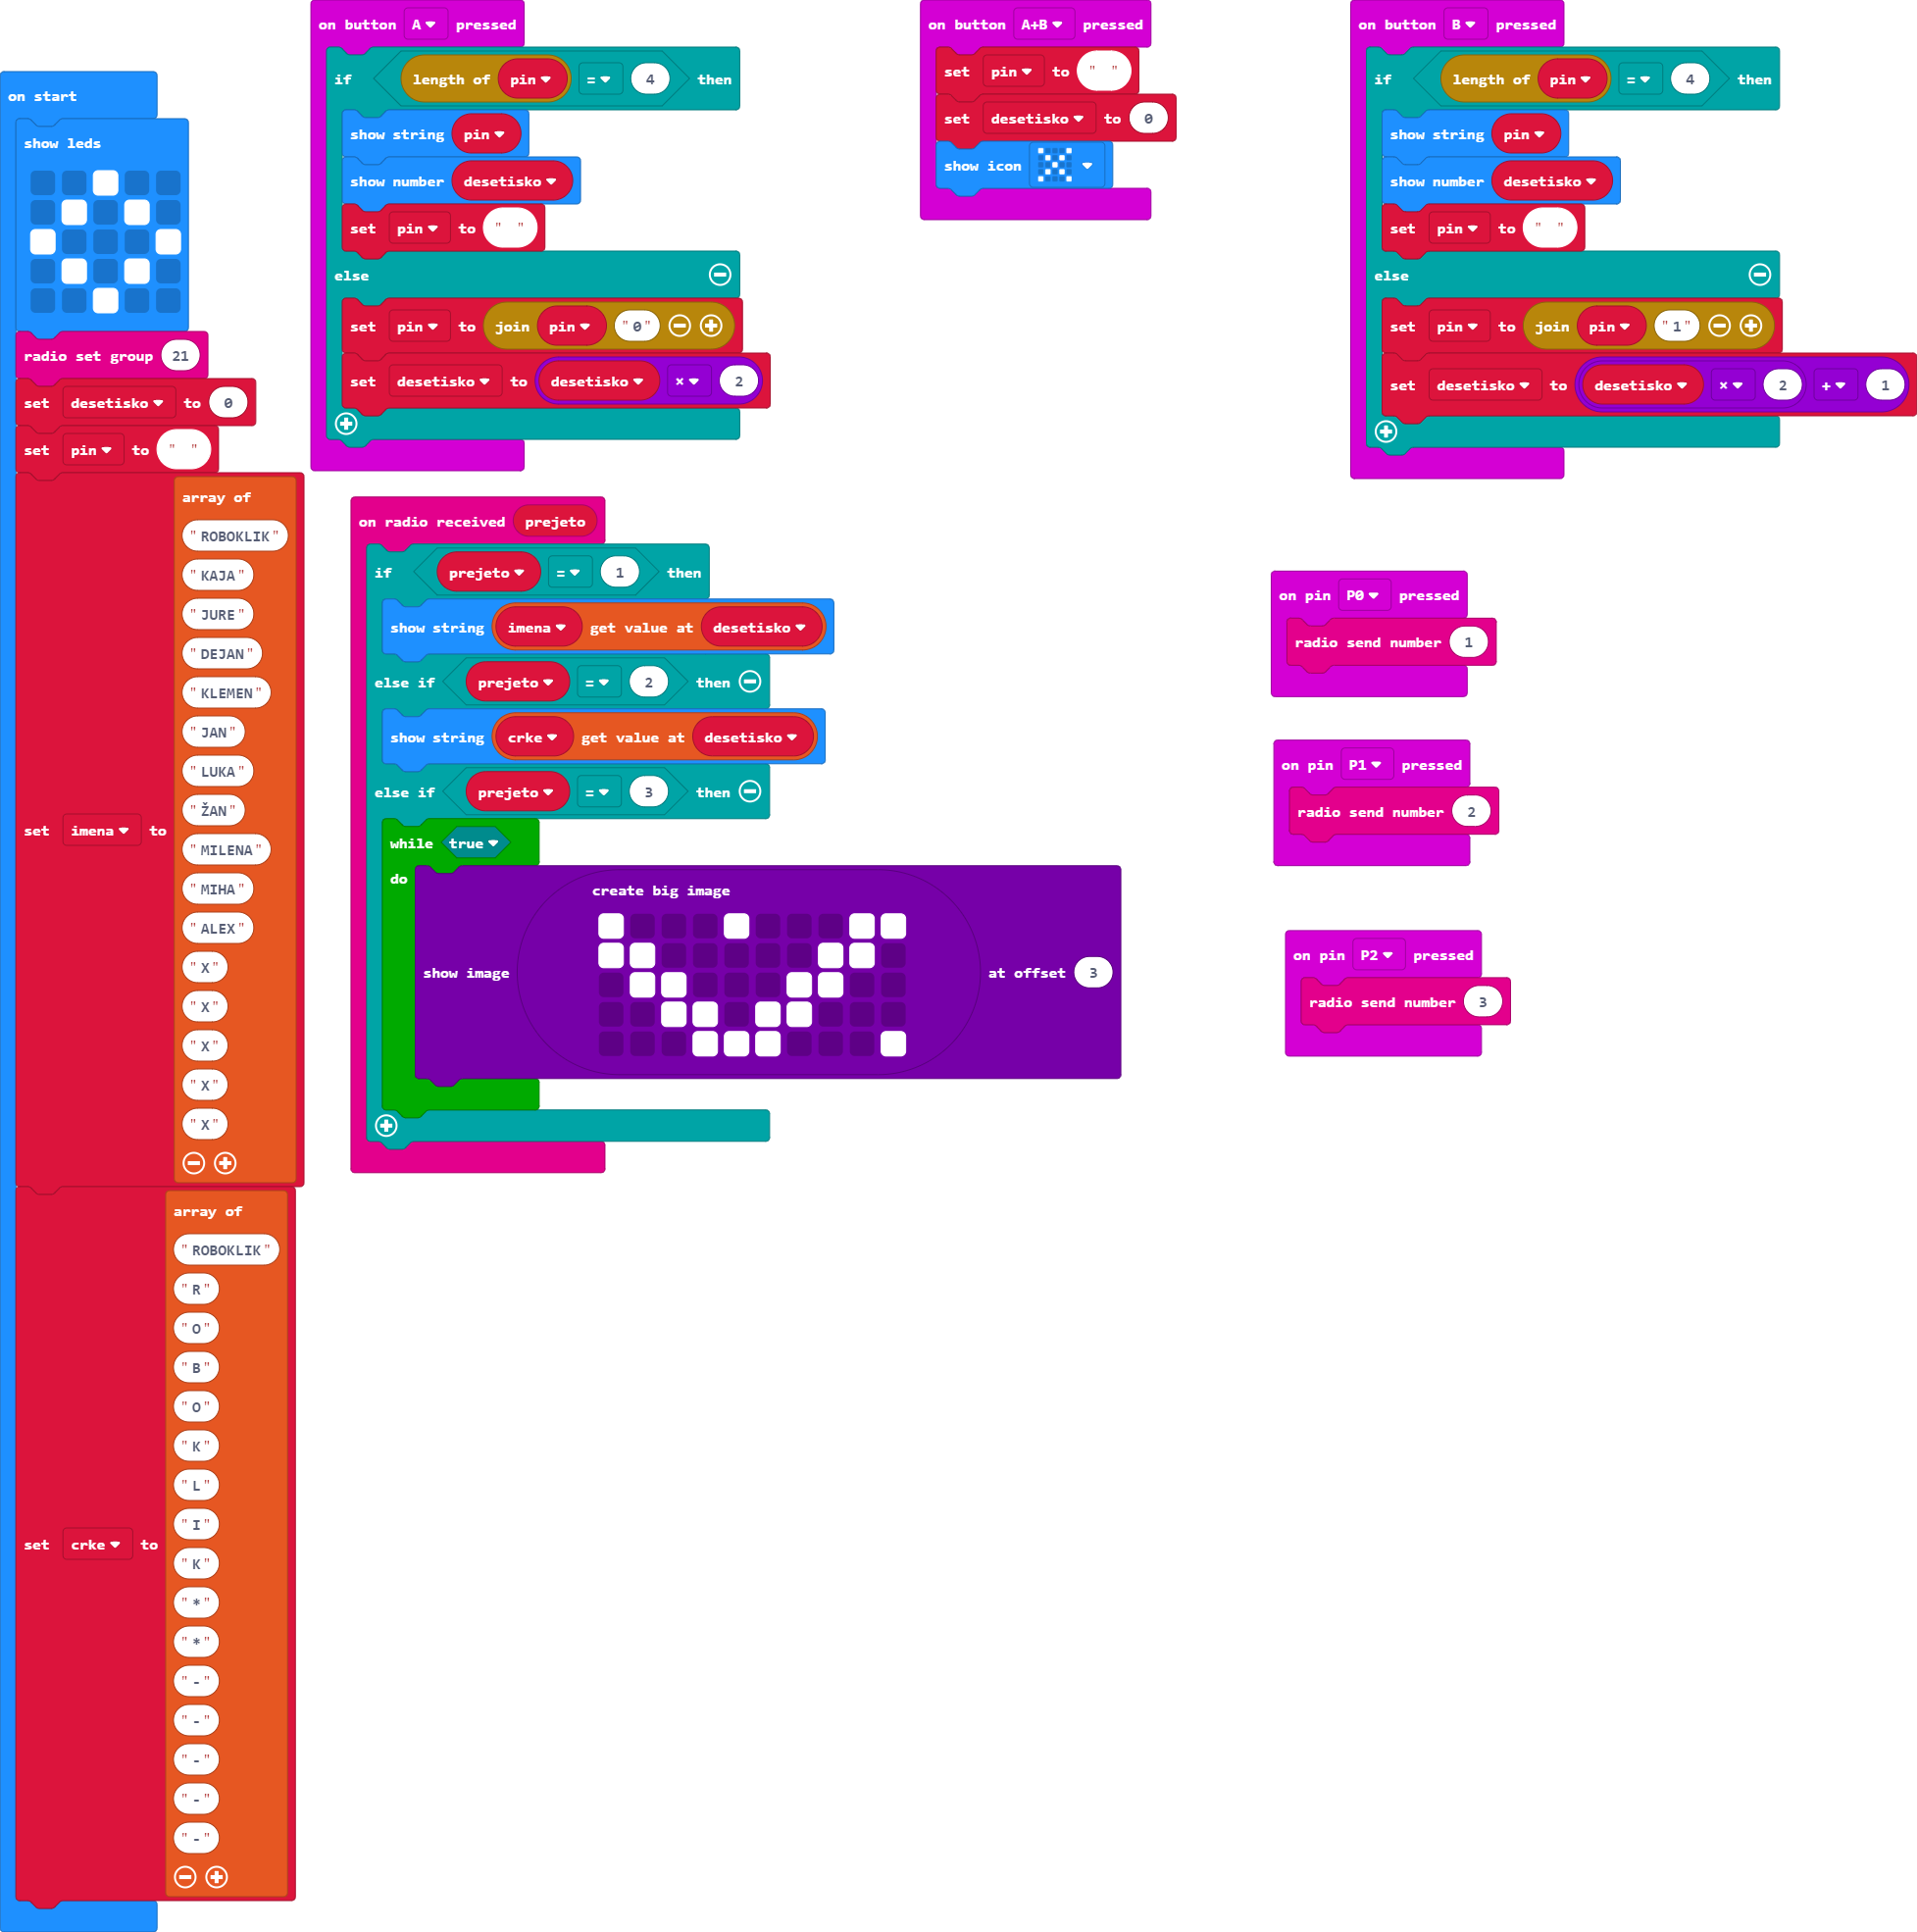 on start
show leds
radio set group 21
set desetisko to 0
set pin to " "
set imena to
array of
"ROBOKLIK"
"KAJA"
"JURE"
"DEJAN"
"KLEMEN"
"JAN"
"LUKA"
"ŽAN"
"MILENA"
"MIHA"
"ALEX"
"X"
"X"
"X"
"X"
"X"
set crke to
array of
"ROBOKLIK"
"R"
"O"
"B"
"O"
"K"
"L"
"I"
"K"
"*"
"*"
"-"
"-"
"-"
"-"
"-"
on button A pressed
if length of pin = 4 then
show string pin
show number desetisko
set pin to " "
else
set pin to join pin "0"
set desetisko to desetisko × 2
on button A+B pressed
set pin to " "
set desetisko to 0
show icon
on button B pressed
if length of pin = 4 then
show string pin
show number desetisko
set pin to " "
else
set pin to join pin "1"
set desetisko to desetisko × 2 + 1
on radio received prejeto
if prejeto = 1 then
show string imena get value at desetisko
else if prejeto = 2 then
show string crke get value at desetisko
else if prejeto = 3 then
while true
do
create big image
show image at offset 3
on pin P0 pressed
radio send number 1
on pin P1 pressed
radio send number 2
on pin P2 pressed
radio send number 3